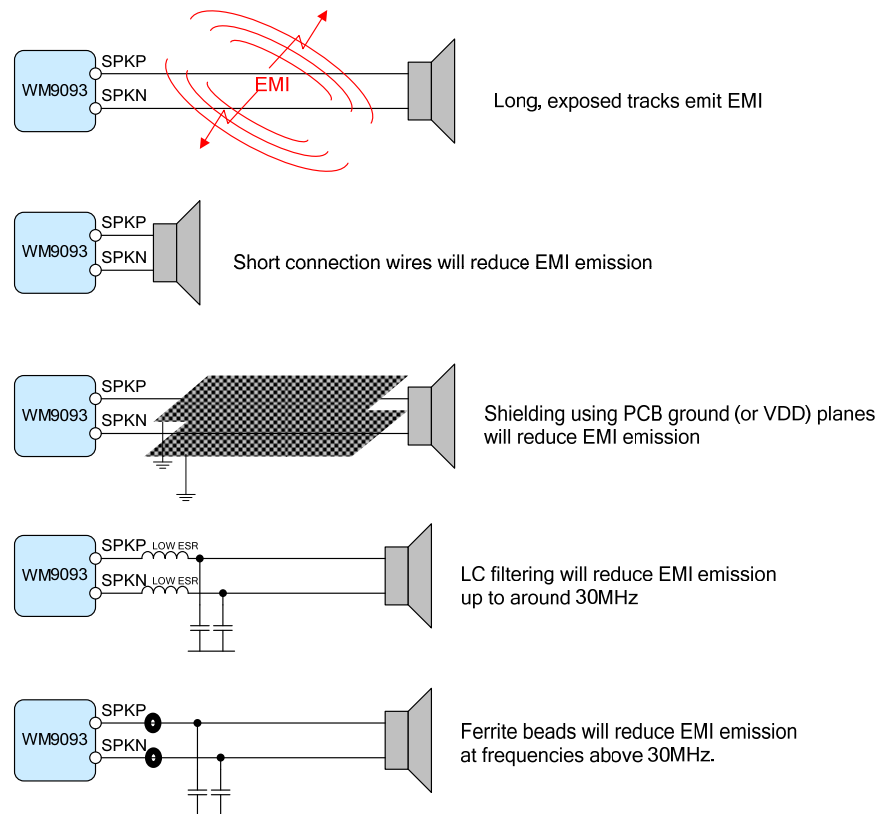 SPKP
WM9093
EMI
SPKN
Long, exposed tracks emit EMI
SPKP
WM9093
SPKN
Short connection wires will reduce EMI emission
SPKP
WM9093
SPKN
Shielding using PCB ground (or VDD) planes
will reduce EMI emission
SPKP
LOW ESR
WM9093
SPKN
LOW ESR
LC filtering will reduce EMI emission
up to around 30MHz
SPKP
WM9093
SPKN
Ferrite beads will reduce EMI emission
at frequencies above 30MHz.